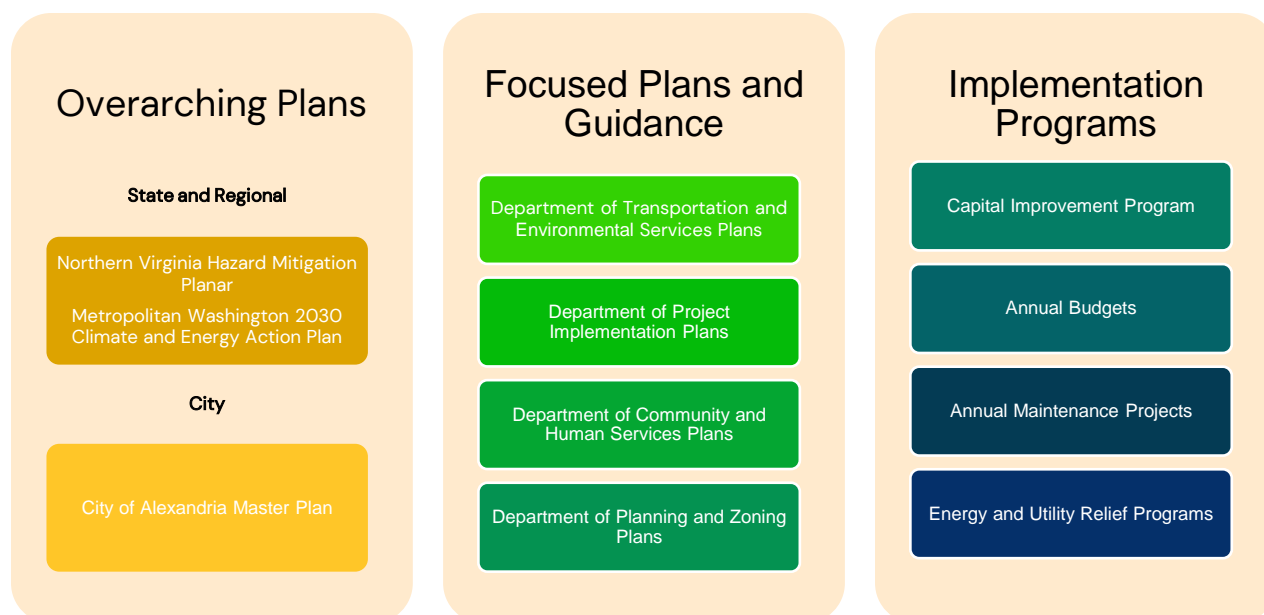 Overarching Plans
State and Regional
Northern Virginia Hazard Mitigation
Planar
Metropolitan Washington 2030
Climate and Energy Action Plan
City
City of Alexandria Master Plan
Focused Plans and
Guidance
Department of Transportation and
Environmental Services Plans
Department of Project
Implementation Plans
Department of Community and
Human Services Plans
Department of Planning and Zoning
Plans
Implementation
Programs
Capital Improvement Program
Annual Budgets
Annual Maintenance Projects
Energy and Utility Relief Programs